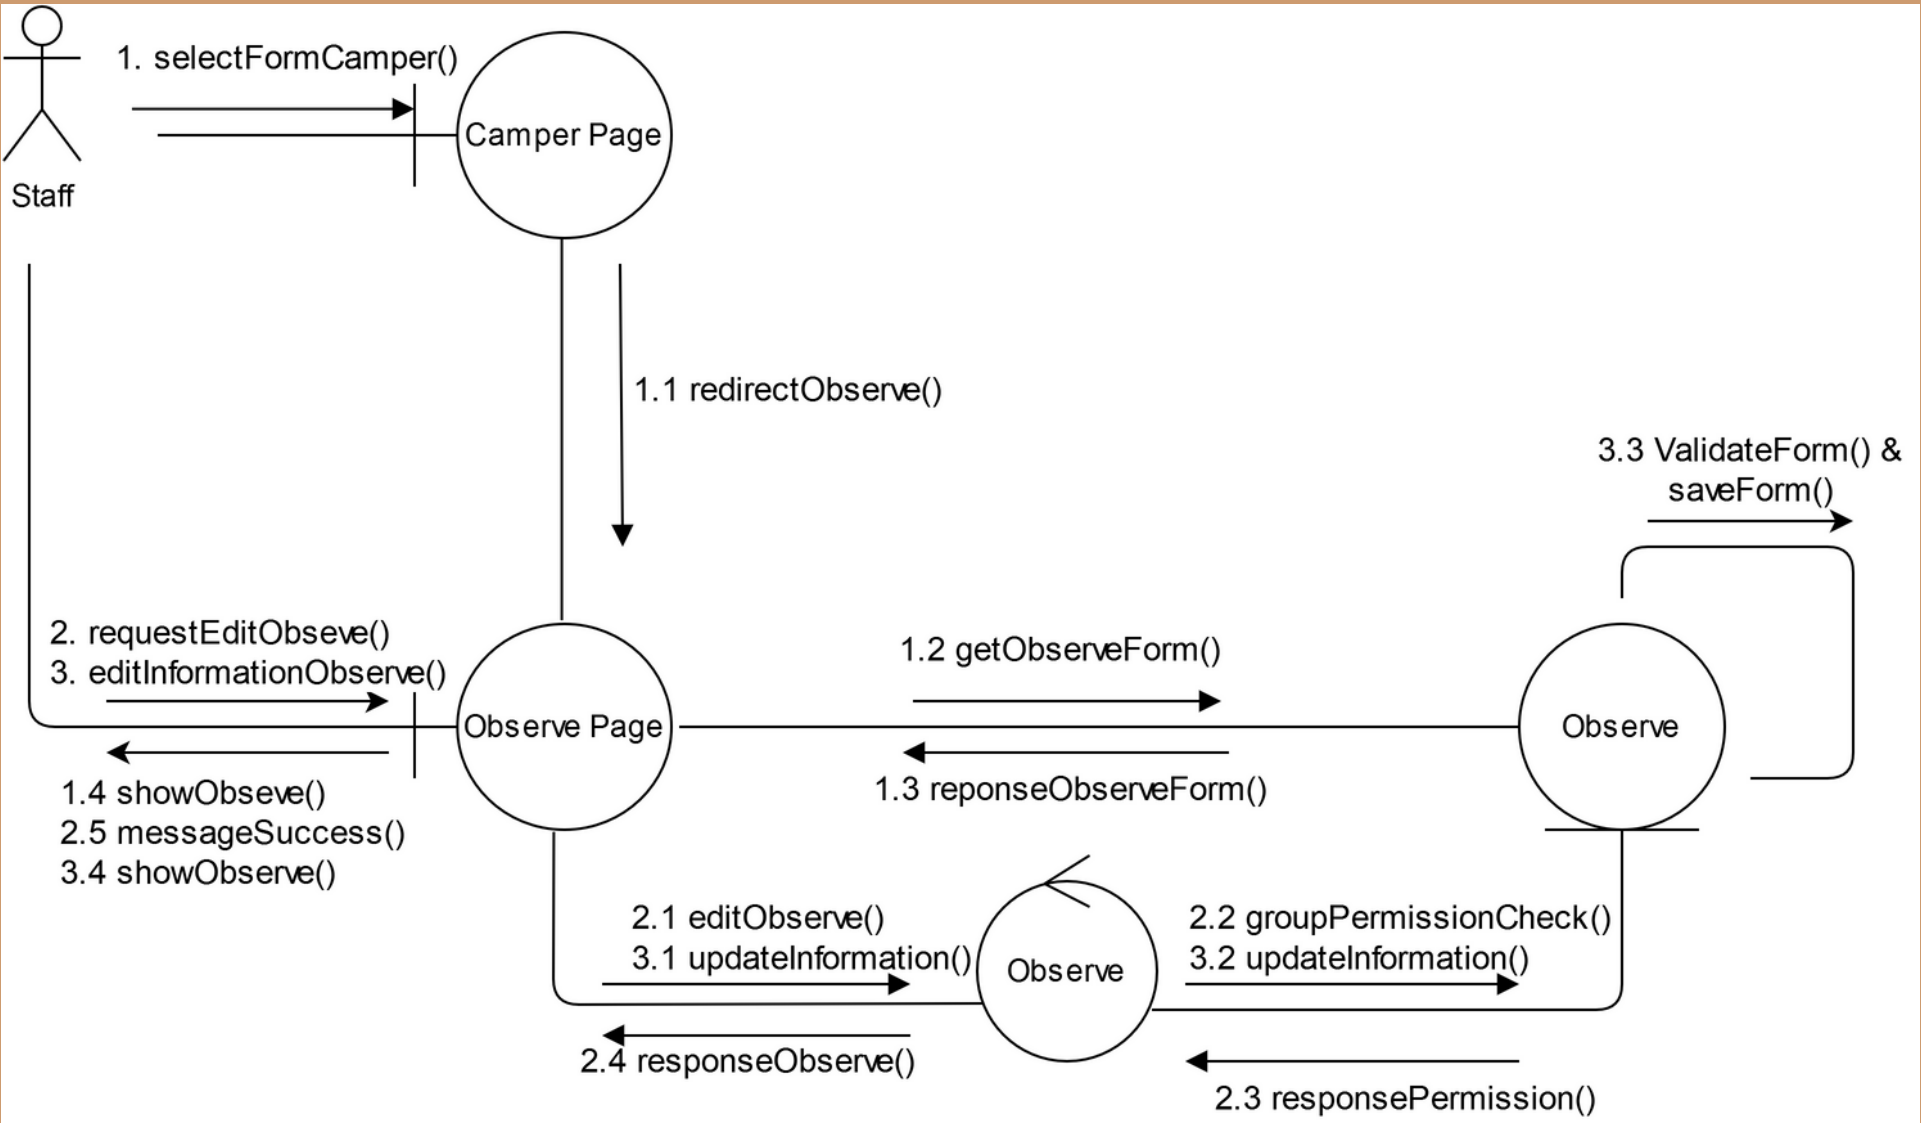 1. selectFormCamper()
Camper Page
Staff
1.1 redirectObserve()
3.3 ValidateForm() &
saveForm()
2. requestEditObseve()
3. editInformationObserve()
1.2 getObserveForm()
Observe Page
Observe
1.4 showObseve()
2.5 messageSuccess()
3.4 showObserve()
1.3 reponseObserveForm()
2.1 editObserve()
3.1 updateInformation()
Observe
2.2 groupPermissionCheck()
3.2 updateInformation()
2.4 responseObserve()
2.3 responsePermission()